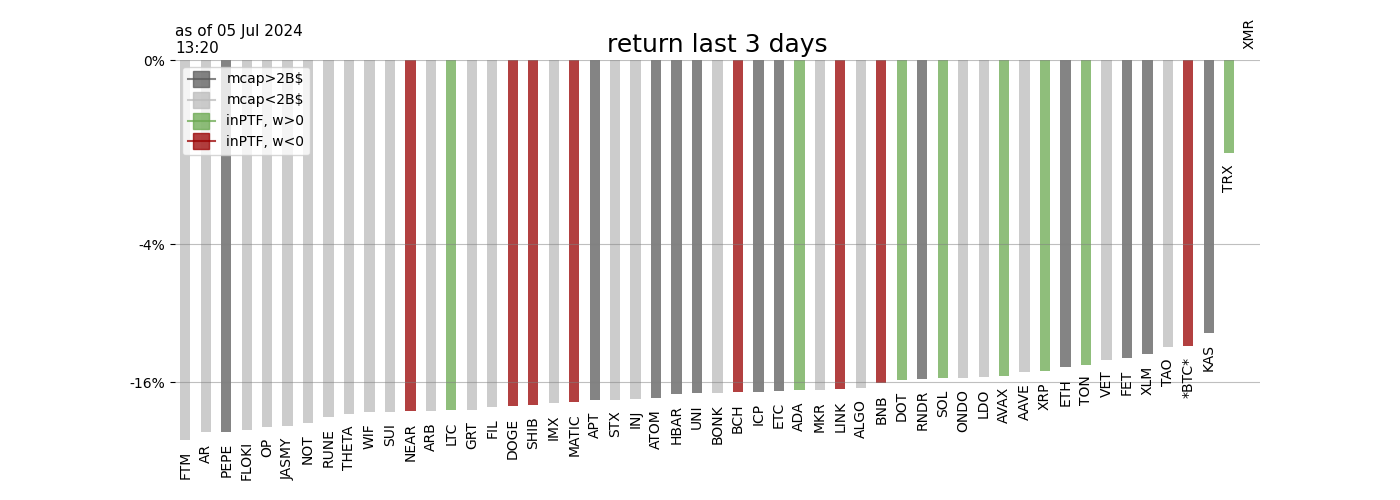 as of 05 Jul 2024
13:20
return last 3 days
XMR
0%
-4%
-16%
mcap>2B$
mcap<2B$
inPTF, w>0
inPTF, w<0
FTM
AR
PEPE
FLOKI
OP
JASMY
NOT
RUNE
THETA
WIF
SUI
NEAR
ARB
LTC
GRT
FIL
DOGE
SHIB
IMX
MATIC
APT
STX
INJ
ATOM
HBAR
UNI
BONK
BCH
ICP
ETC
ADA
MKR
LINK
ALGO
BNB
DOT
RNDR
SOL
ONDO
LDO
AVAX
AAVE
XRP
ETH
TON
VET
FET
XLM
TAO
*BTC*
KAS
TRX